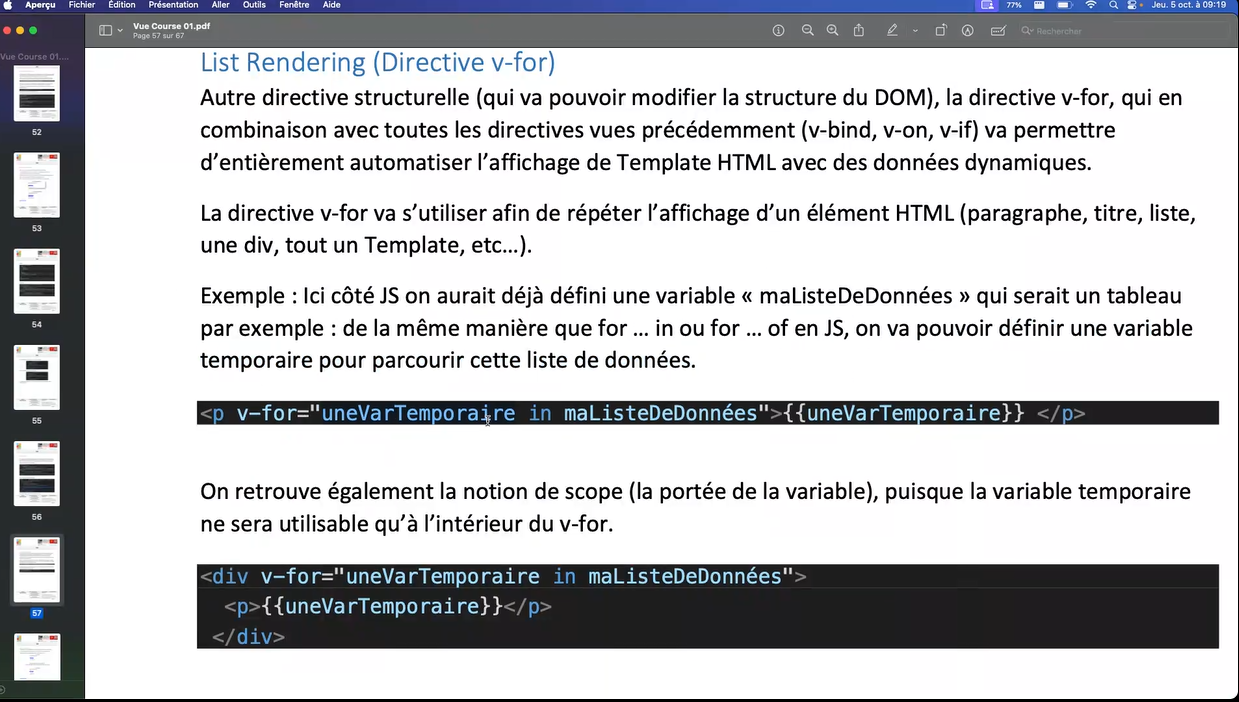 Aperçu Fichier Édition Présentation Aller Outils Fenêtre Aide 77% Jeu. 5 oct. à 09:19
Vue Course 01.pdf
Page 57 sur 67
Rechercher
Vue Course 01....
52
53
54
55
56
57
List Rendering (Directive v-for)
Autre directive structurelle (qui va pouvoir modifier la structure du DOM), la directive v-for, qui en
combinaison avec toutes les directives vues précédemment (v-bind, v-on, v-if) va permettre
d'entièrement automatiser l'affichage de Template HTML avec des données dynamiques.
La directive v-for va s'utiliser afin de répéter l'affichage d'un élément HTML (paragraphe, titre, liste,
une div, tout un Template, etc…).
Exemple : Ici côté JS on aurait déjà défini une variable « maListeDeDonnées » qui serait un tableau
par exemple : de la même manière que for … in ou for … of en JS, on va pouvoir définir une variable
temporaire pour parcourir cette liste de données.
<p v-for="uneVarTemporaire in maListeDeDonnées">{{uneVarTemporaire}} </p>
On retrouve également la notion de scope (la portée de la variable), puisque la variable temporaire
ne sera utilisable qu'à l'intérieur du v-for.
<div v-for="uneVarTemporaire in maListeDeDonnées">
<p>{{uneVarTemporaire}}</p>
</div>